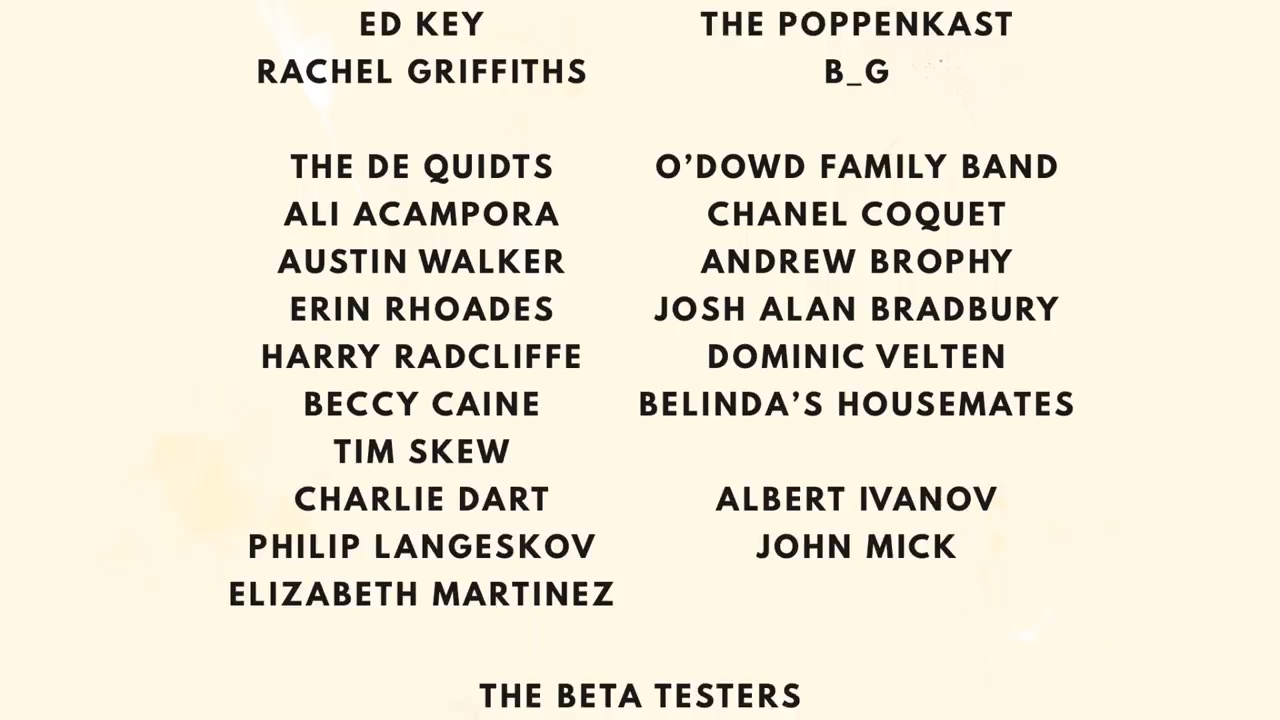 ED KEY THE POPPENKAST
RACHEL GRIFFITHS B_G
THE DE QUIDTS O’DOWD FAMILY BAND
ALI ACAMPORA CHANEL COQUET
AUSTIN WALKER ANDREW BROPHY
ERIN RHOADES JOSH ALAN BRADBURY
HARRY RADCLIFFE DOMINIC VELTEN
BECCY CAINE BELINDA’S HOUSEMATES
TIM SKEW
CHARLIE DART ALBERT IVANOV
PHILIP LANGESKOV JOHN MICK
ELIZABETH MARTINEZ
THE BETA TESTERS